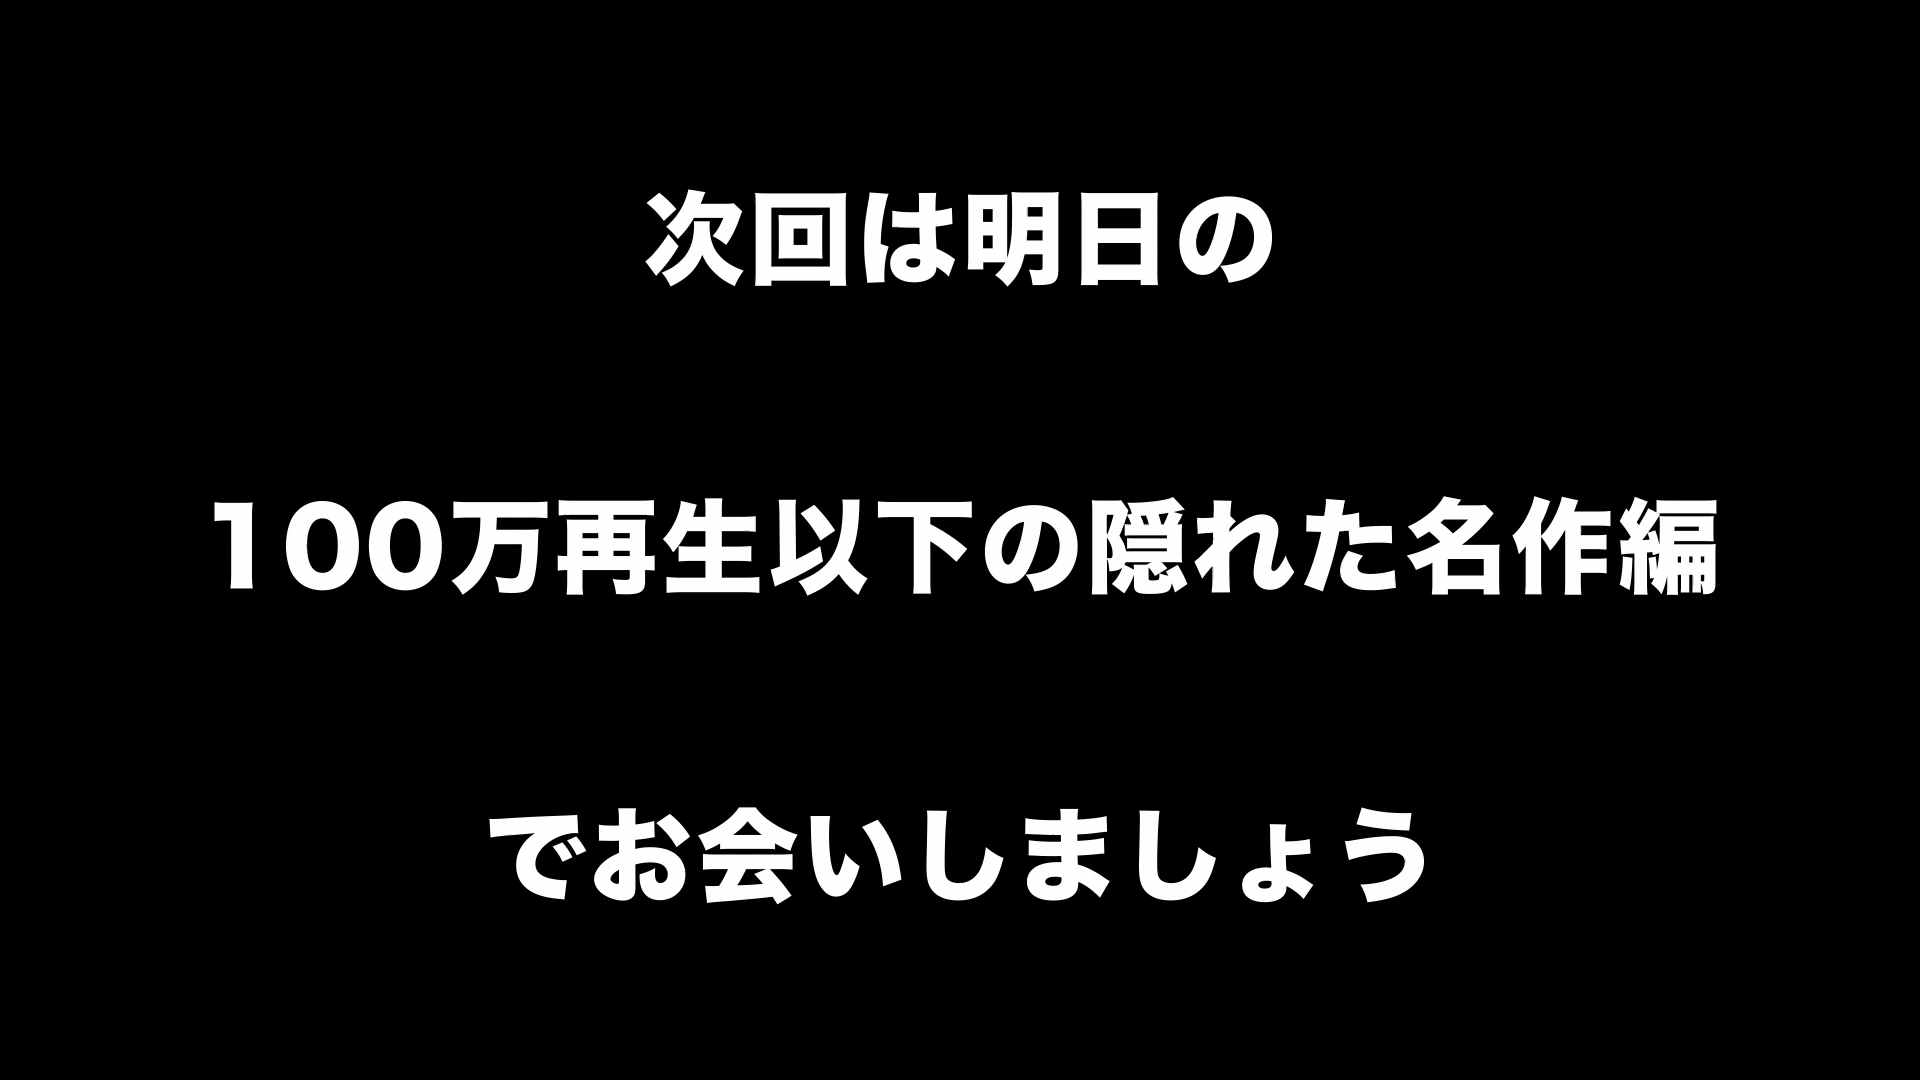 次回は明日の
100万再生以下の隠れた名作編
でお会いしましょう